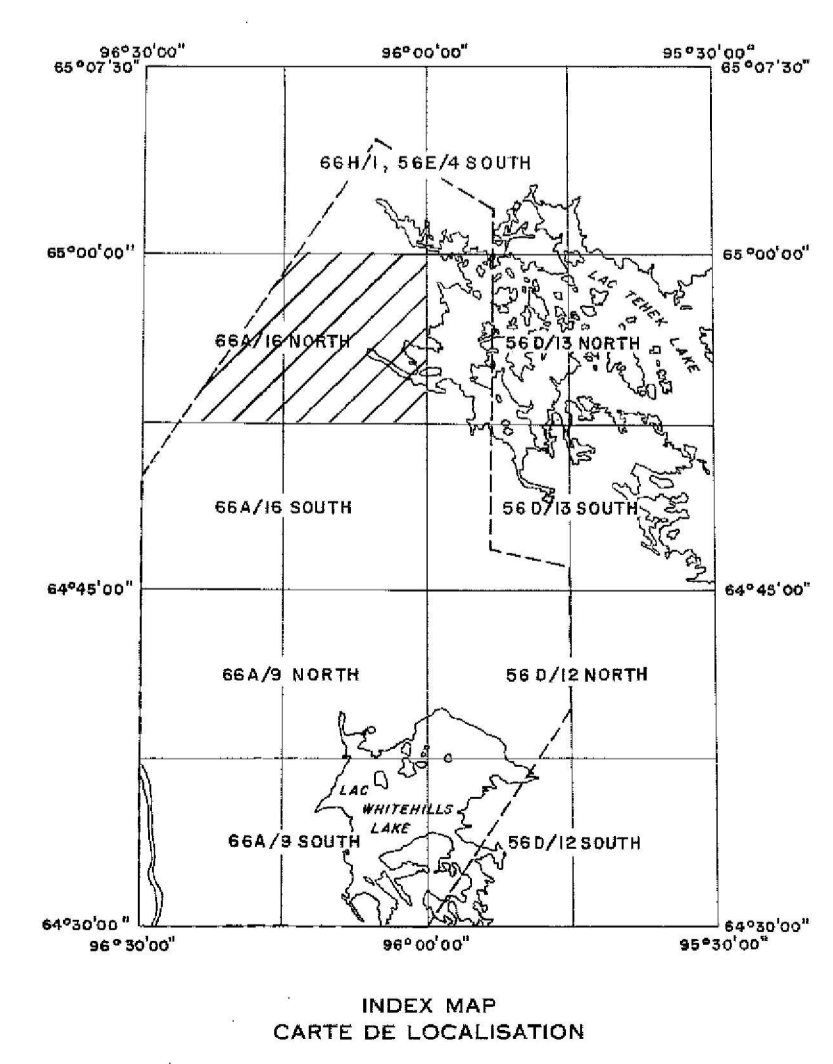 96°30'00" 96°00'00" 95°30'00"
65°07'30" 65°07'30"
66H/1, 56E/4 SOUTH
65°00'00" 65°00'00"
LAC TEHEK LAKE
66A/16 NORTH 56D/13 NORTH
66A/16 SOUTH 56D/13 SOUTH
64°45'00" 64°45'00"
66A/9 NORTH 56D/12 NORTH
LAC
WHITEHILLS
LAKE
66A/9 SOUTH 56D/12 SOUTH
64°30'00" 64°30'00"
96°30'00" 96°00'00" 95°30'00"
INDEX MAP
CARTE DE LOCALISATION